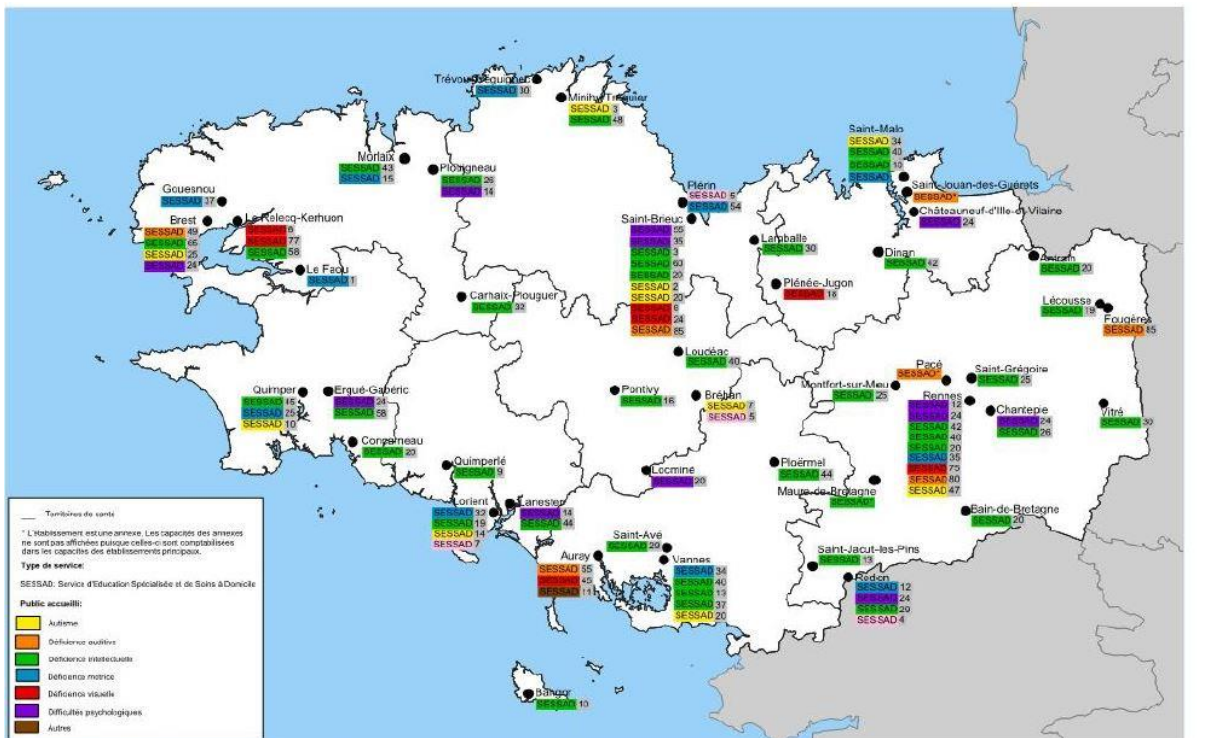 Trévou-Tréguignec
SESSAD 30
Minihy-Tréguier
SESSAD 3
SESSAD 48
Morlaix
SESSAD 43
SESSAD 15
Plouigneau
SESSAD 26
SESSAD 14
Gouesnou
SESSAD 37
Brest
SESSAD 49
SESSAD 66
SESSAD 25
SESSAD 24
Le Relecq-Kerhuon
SESSAD 6
SESSAD 77
SESSAD 58
Le Faou
SESSAD 1
Carhaix-Plouguer
SESSAD 32
Plérin
SESSAD 5
SESSAD 54
Saint-Brieuc
SESSAD 55
SESSAD 35
SESSAD 3
SESSAD 60
SESSAD 20
SESSAD 2
SESSAD 20
SESSAD 6
SESSAD 24
SESSAD 85
Lamballe
SESSAD 30
Plénée-Jugon
SESSAD 18
Dinan
SESSAD 42
Saint-Malo
SESSAD 34
SESSAD 40
SESSAD 10
SESSAD
Saint-Jouan-des-Guérets
SESSAD*
Châteauneuf-d'Ille-et-Vilaine
SESSAD 24
Antrain
SESSAD 20
Lécousse
SESSAD 19
Fougères
SESSAD 85
Loudéac
SESSAD 40
Pontivy
SESSAD 16
Bréhan
SESSAD 7
SESSAD 5
Montfort-sur-Meu
SESSAD 25
Pacé
SESSAD*
Saint-Grégoire
SESSAD 25
Rennes
SESSAD 12
SESSAD 24
SESSAD 42
SESSAD 40
SESSAD 20
SESSAD 35
SESSAD 75
SESSAD 80
SESSAD 47
Chantepie
SESSAD 24
SESSAD 26
Vitré
SESSAD 30
Quimper
SESSAD 45
SESSAD 25
SESSAD 10
Ergué-Gabéric
SESSAD 24
SESSAD 58
Concarneau
SESSAD 20
Quimperlé
SESSAD 9
Locminé
SESSAD 20
Ploërmel
SESSAD 44
Maure-de-Bretagne
SESSAD*
Bain-de-Bretagne
SESSAD 20
Lorient
SESSAD 32
SESSAD 19
SESSAD 14
SESSAD 7
Lanester
SESSAD 14
SESSAD 44
Saint-Avé
SESSAD 29
Auray
SESSAD 55
SESSAD 45
SESSAD 11
Vannes
SESSAD 34
SESSAD 40
SESSAD 13
SESSAD 37
SESSAD 20
Saint-Jacut-les-Pins
SESSAD 13
Redon
SESSAD 12
SESSAD 24
SESSAD 29
SESSAD 4
Bangor
SESSAD 10
Territoires de santé
* L'établissement est une annexe. Les capacités des annexes
ne sont pas affichées puisque celles-ci sont comptabilisées
dans les capacités des établissements principaux.
Type de service:
SESSAD: Service d'Education Spécialisée et de Soins à Domicile
Public accueilli:
Autisme
Déficience auditive
Déficience intellectuelle
Déficience motrice
Déficience visuelle
Difficultés psychologiques
Autres